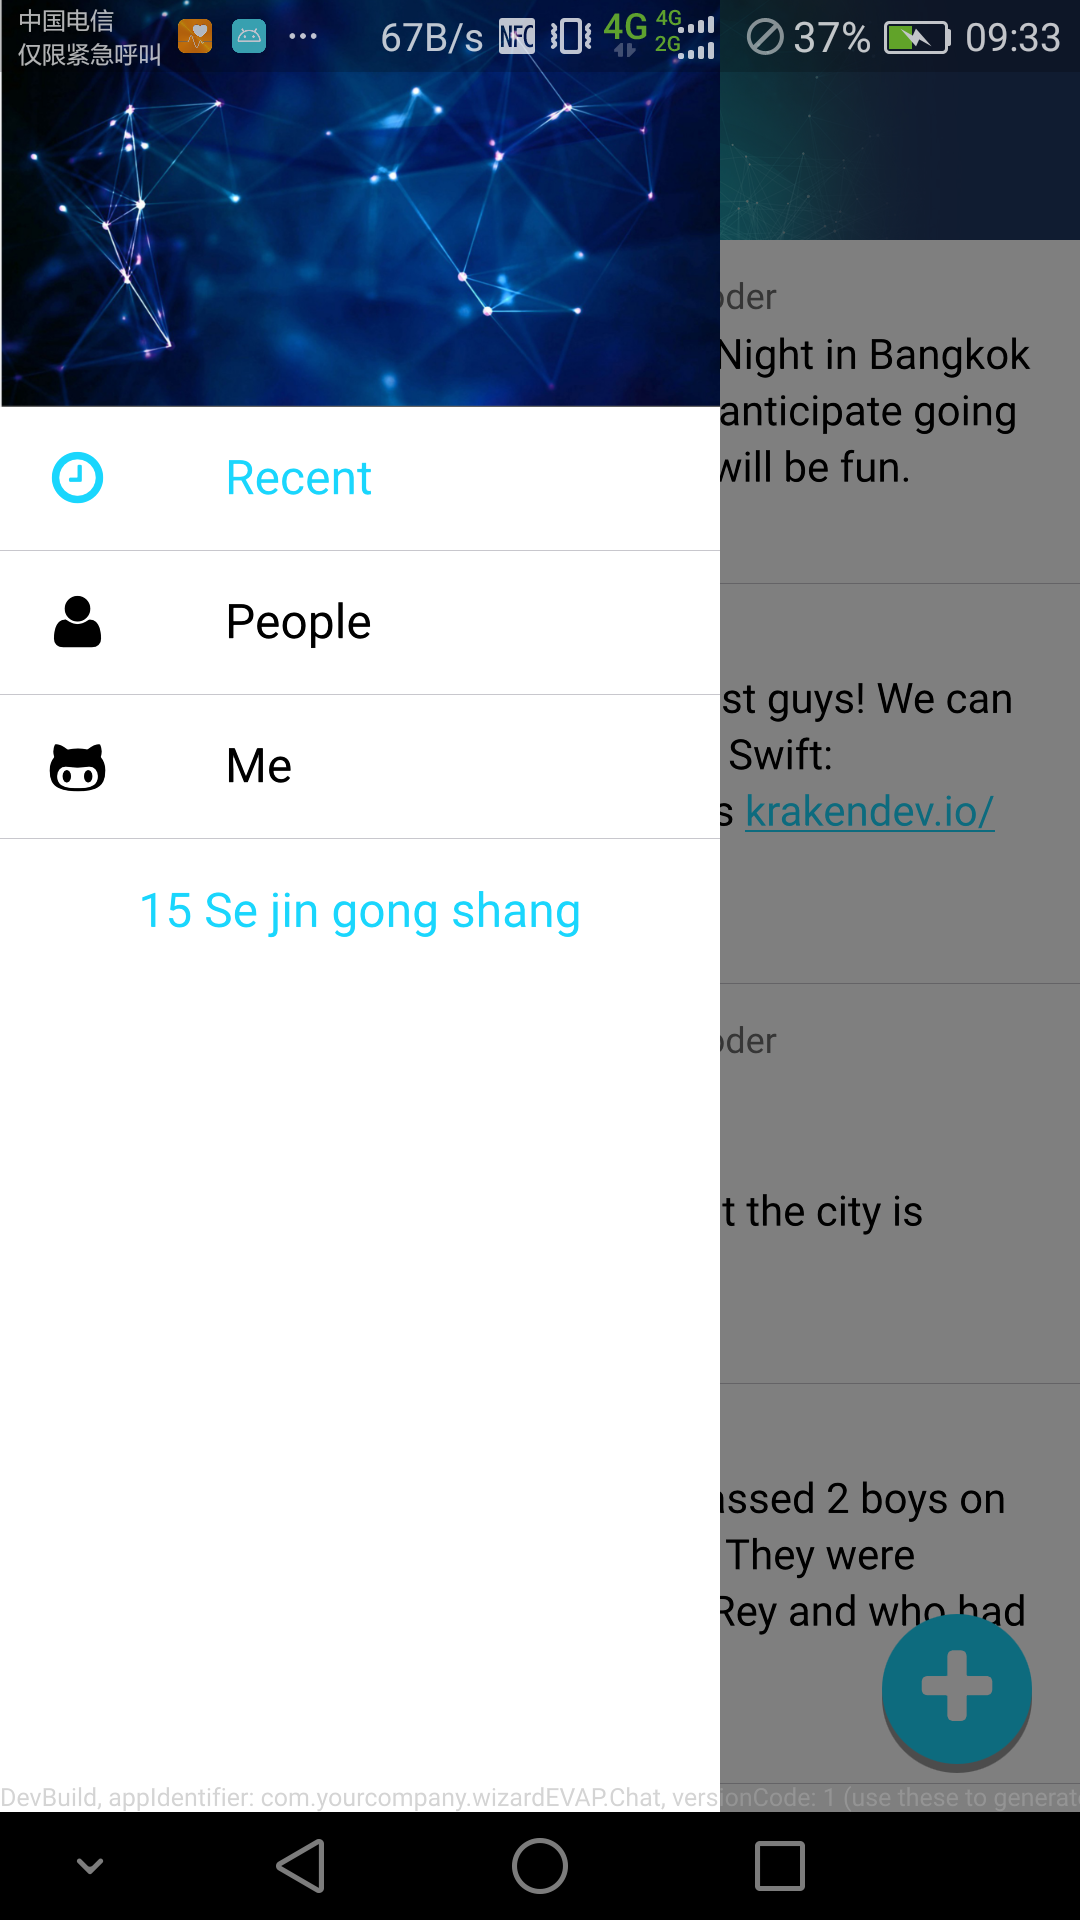 中国电信
仅限紧急呼叫
67B/s NFC 4G 4G 2G 37% 09:33
Recent
People
Me
15 Se jin gong shang
Night in Bangkok
anticipate going
will be fun.
st guys! We can
Swift:
s krakendev.io/
t the city is
2 boys on
They were
Rey and who had
DevBuild, appIdentifier: com.yourcompany.wizardEVAP.Chat, versionCode: 1 (use these to generat